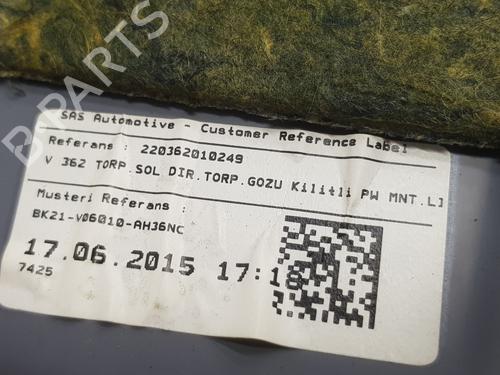 SAS Automotive - Customer Reference Label
Referans : 220362010249
V 362 TORP.SOL DIR.TORP.GOZU Kilitli PW MNT.LI
Musteri Referans :
BK21-V06010-AH36NC
17.06.2015 17:18
7425
B-PARTS